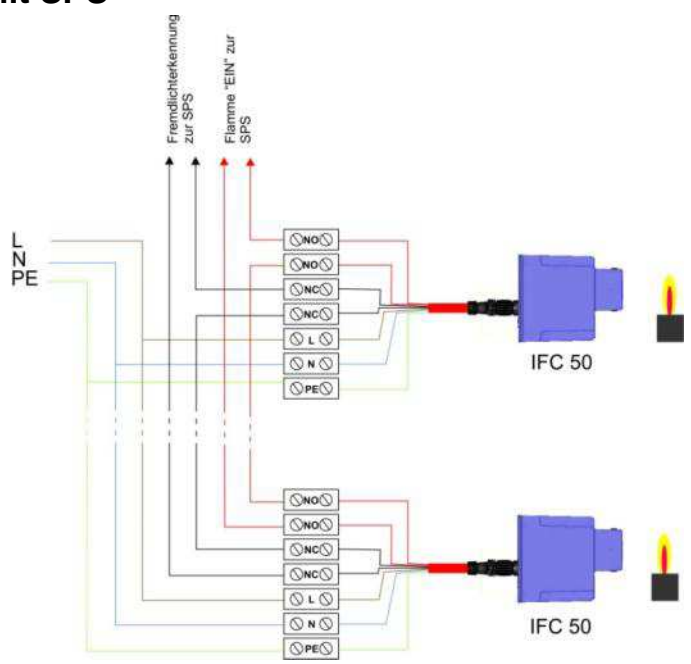 Fremdlichterkennung
zur SPS
Flamme "EIN" zur
SPS
L
N
PE
NO
NO
NC
NC
L
N
PE
IFC 50
NO
NO
NC
NC
L
N
PE
IFC 50